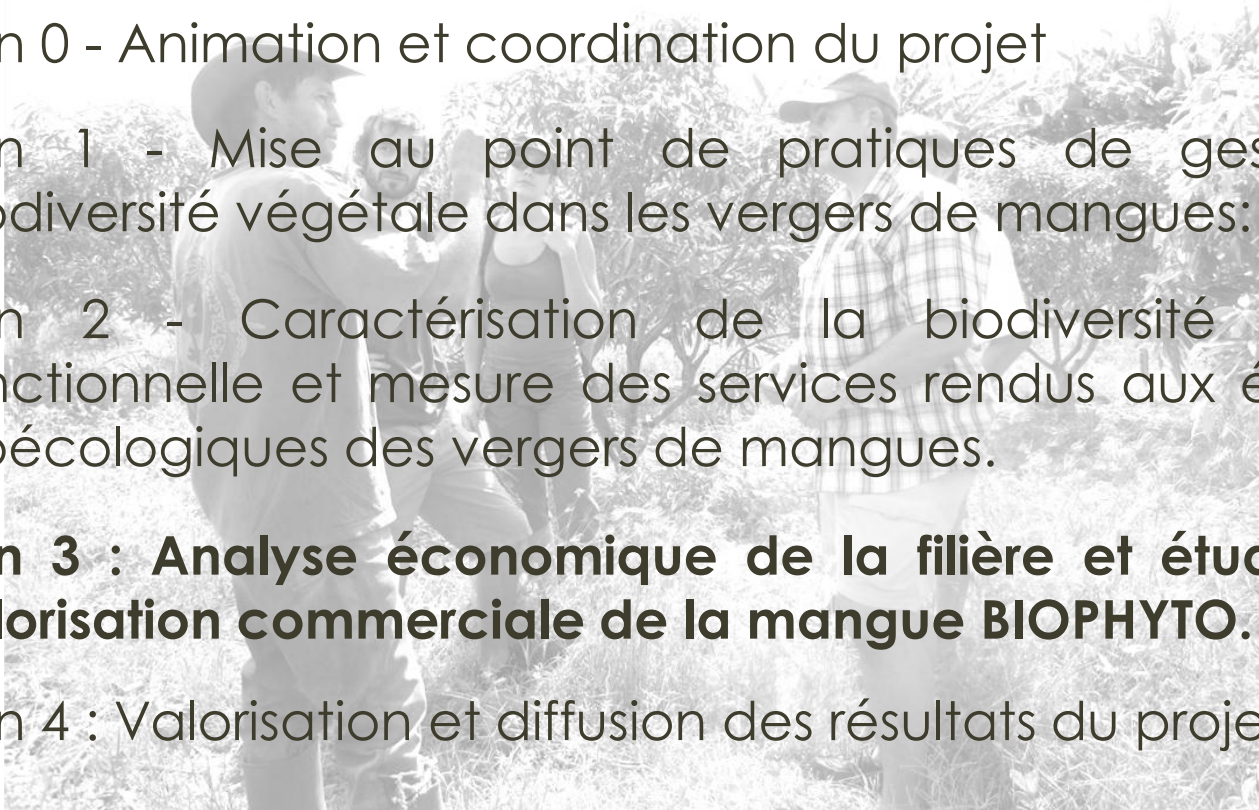 n 0 - Animation et coordination du projet
n 1 - Mise au point de pratiques de ges
odiversité végétale dans les vergers de mangues:
n 2 - Caractérisation de la biodiversité
nctionnelle et mesure des services rendus aux é
oécologiques des vergers de mangues.
n 3 : Analyse économique de la filière et étu
lorisation commerciale de la mangue BIOPHYTO.
n 4 : Valorisation et diffusion des résultats du proje